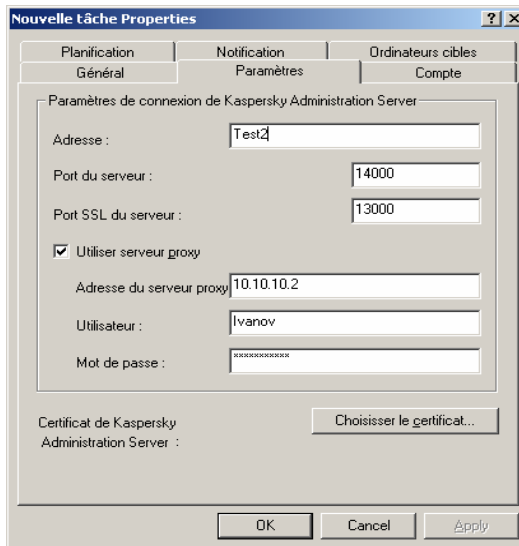 Nouvelle tâche Properties
Planification Notification Ordinateurs cibles
Général Paramètres Compte
Paramètres de connexion de Kaspersky Administration Server
Adresse : Test2
Port du serveur : 14000
Port SSL du serveur : 13000
Utiliser serveur proxy
Adresse du serveur proxy 10.10.10.2
Utilisateur : Ivanov
Mot de passe : ***********
Certificat de Kaspersky
Administration Server :
Choisisser le certificat...
OK Cancel Apply